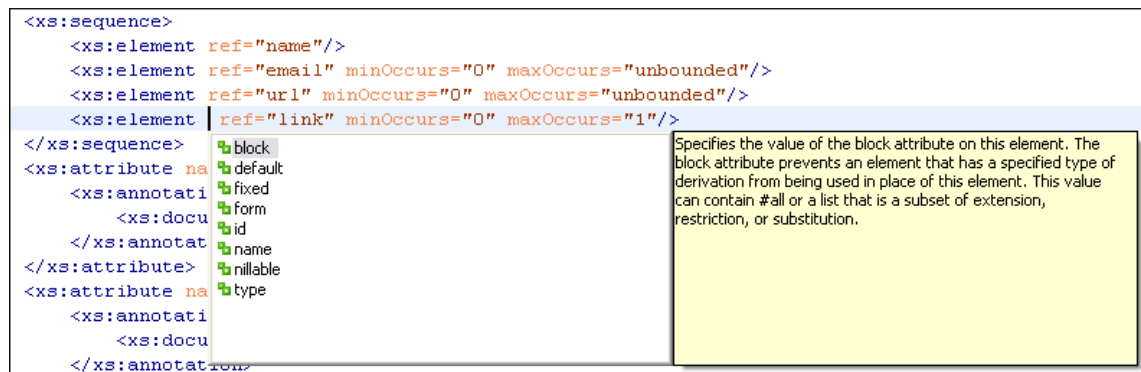 <xs:sequence>
<xs:element ref="name"/>
<xs:element ref="email" minOccurs="0" maxOccurs="unbounded"/>
<xs:element ref="url" minOccurs="0" maxOccurs="unbounded"/>
<xs:element ref="link" minOccurs="0" maxOccurs="1"/>
</xs:sequence>
<xs:attribute na
<xs:annotati
<xs:docu
</xs:annotat
</xs:attribute>
<xs:attribute na
<xs:annotati
<xs:docu
</xs:annotation>
block
default
fixed
form
id
name
nillable
type
Specifies the value of the block attribute on this element. The
block attribute prevents an element that has a specified type of
derivation from being used in place of this element. This value
can contain #all or a list that is a subset of extension,
restriction, or substitution.